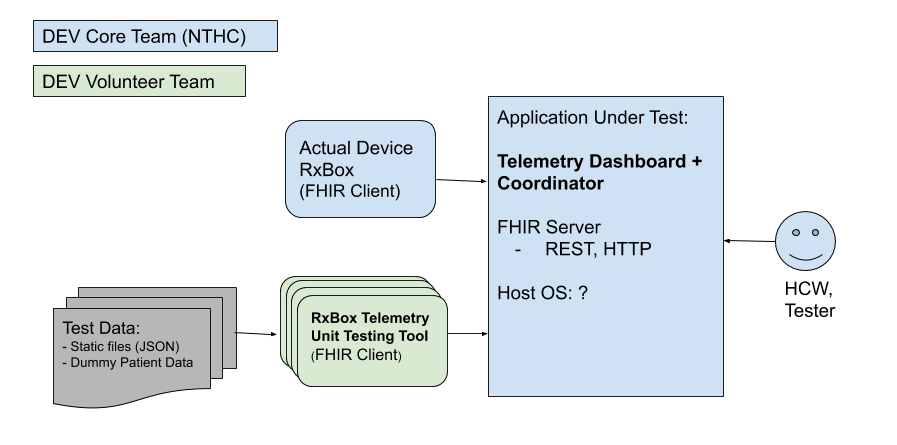 DEV Core Team (NTHC)
DEV Volunteer Team
Actual Device
RxBox
(FHIR Client)
Application Under Test:
Telemetry Dashboard +
Coordinator
FHIR Server
- REST, HTTP
Host OS: ?
HCW,
Tester
Test Data:
- Static files (JSON)
- Dummy Patient Data
RxBox Telemetry
Unit Testing Tool
(FHIR Client)